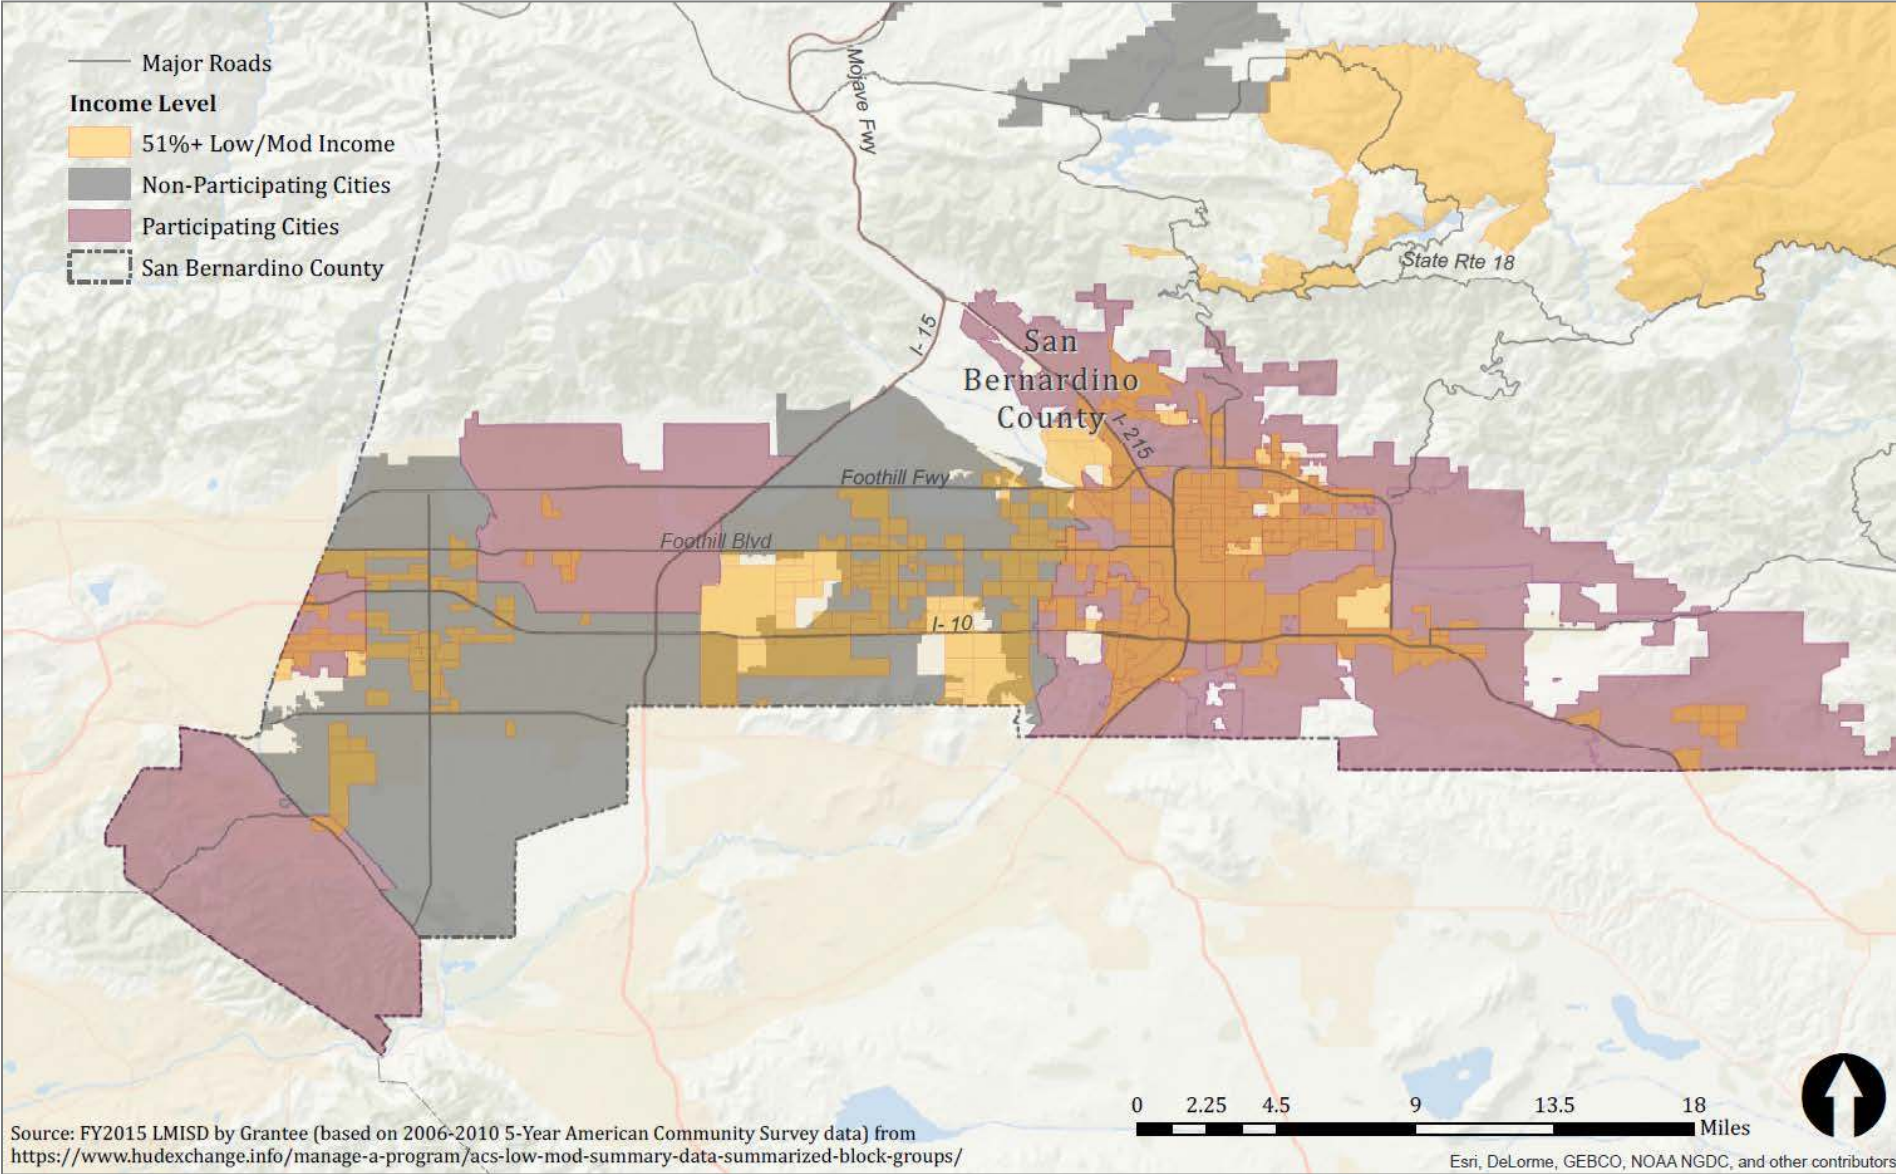 Major Roads
Income Level
51%+ Low/Mod Income
Non-Participating Cities
Participating Cities
San Bernardino County
Mojave Fwy
State Rte 18
I- 15
San
Bernardino
County
I- 215
Foothill Fwy
Foothill Blvd
I- 10
0 2.25 4.5 9 13.5 18
Miles
Source: FY2015 LMISD by Grantee (based on 2006-2010 5-Year American Community Survey data) from
https://www.hudexchange.info/manage-a-program/acs-low-mod-summary-data-summarized-block-groups/
Esri, DeLorme, GEBCO, NOAA NGDC, and other contributors